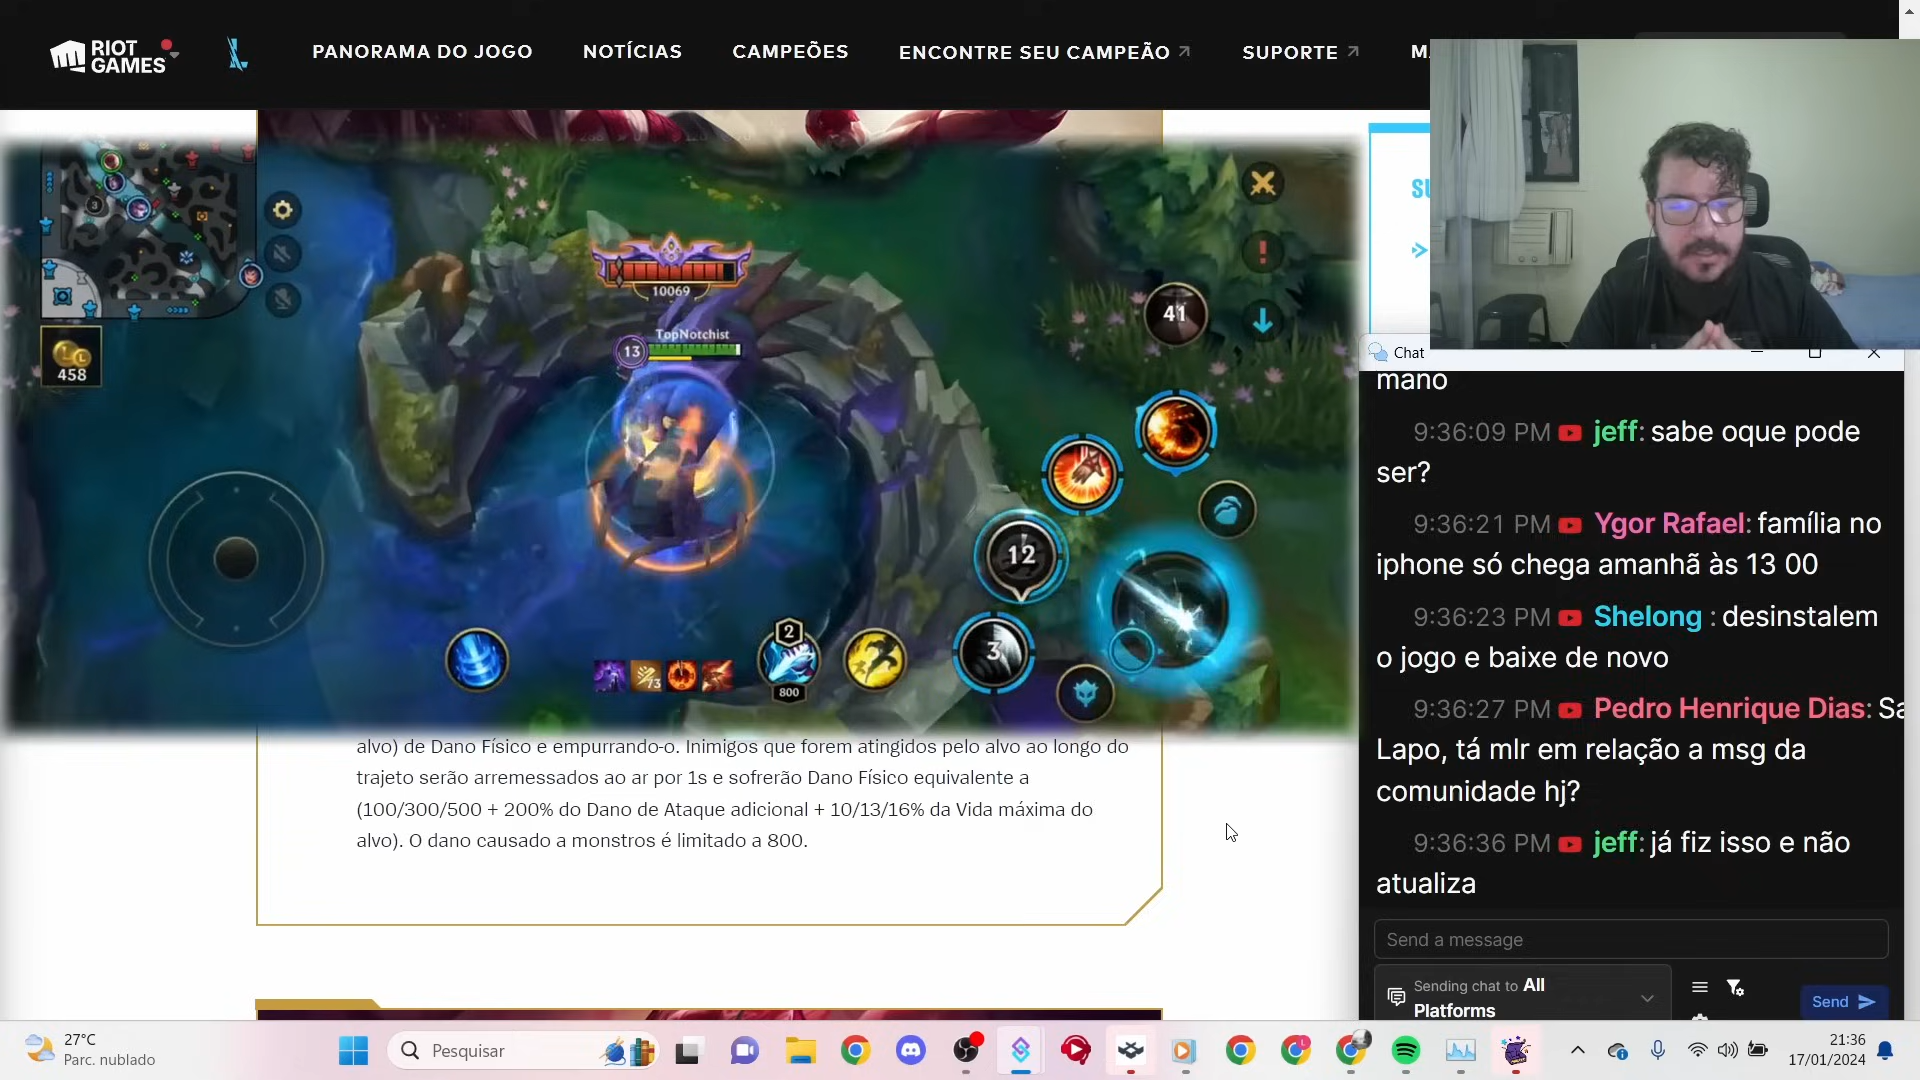 RIOT
GAMES
PANORAMA DO JOGO
NOTÍCIAS
CAMPEÕES
ENCONTRE SEU CAMPEÃO
SUPORTE
3
458
10069
TopNotchist
13
41
12
3
2
800
73
alvo) de Dano Físico e empurrando-o. Inimigos que forem atingidos pelo alvo ao longo do
trajeto serão arremessados ao ar por 1s e sofrerão Dano Físico equivalente a
(100/300/500 + 200% do Dano de Ataque adicional + 10/13/16% da Vida máxima do
alvo). O dano causado a monstros é limitado a 800.
Chat
mano
9:36:09 PM jeff: sabe oque pode
ser?
9:36:21 PM Ygor Rafael: família no
iphone só chega amanhã às 13 00
9:36:23 PM Shelong : desinstalem
o jogo e baixe de novo
9:36:27 PM Pedro Henrique Dias: Sa
Lapo, tá mlr em relação a msg da
comunidade hj?
9:36:36 PM jeff: já fiz isso e não
atualiza
Send a message
Sending chat to All
Platforms
Send
27°C
Parc. nublado
Pesquisar
21:36
17/01/2024